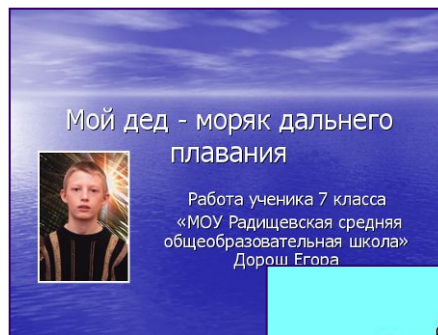 Мой дед - моряк дальнего
плавания
Работа ученика 7 класса
«МОУ Радищевская средняя
общеобразовательная школа»
Дорош Егора